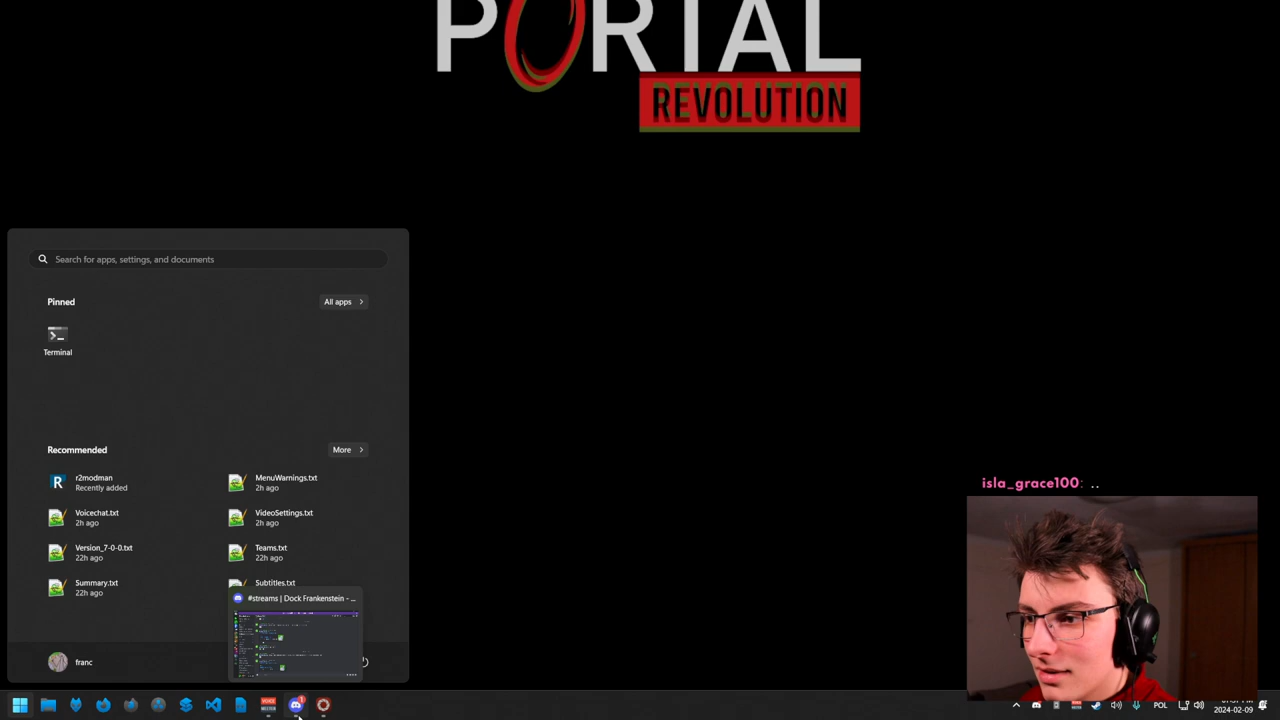 PORTAL
REVOLUTION
Search for apps, settings, and documents
Pinned
All apps
Terminal
Recommended
More
r2modman
Recently added
MenuWarnings.txt
2h ago
Voicechat.txt
2h ago
VideoSettings.txt
2h ago
Version_7-0-0.txt
22h ago
Teams.txt
22h ago
Summary.txt
22h ago
Subtitles.txt
#streams | Dock Frankenstein - ...
franc
isla_grace100: ..
POL
2024-02-09